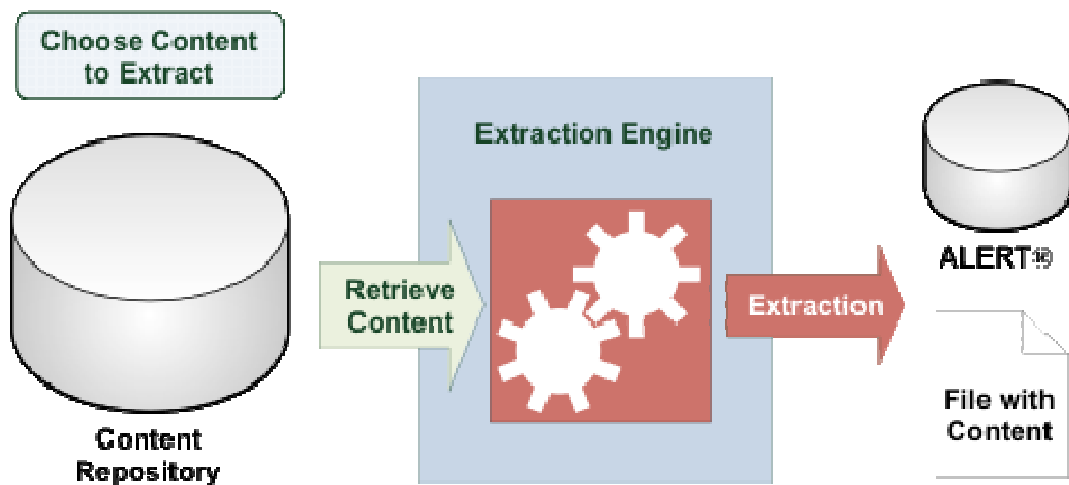 Choose Content
to Extract
Content
Repository
Retrieve
Content
Extraction Engine
Extraction
ALERT®
File with
Content